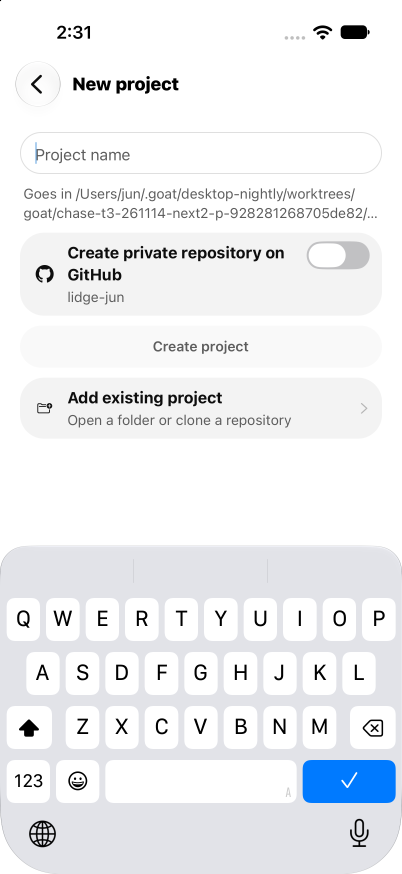 2:31
New project
Project name
Goes in /Users/jun/.goat/desktop-nightly/worktrees/
goat/chase-t3-261114-next2-p-928281268705de82/...
Create private repository on
GitHub
lidge-jun
Create project
Add existing project
Open a folder or clone a repository
Q W E R T Y U I O P
A S D F G H J K L
Z X C V B N M
123
A